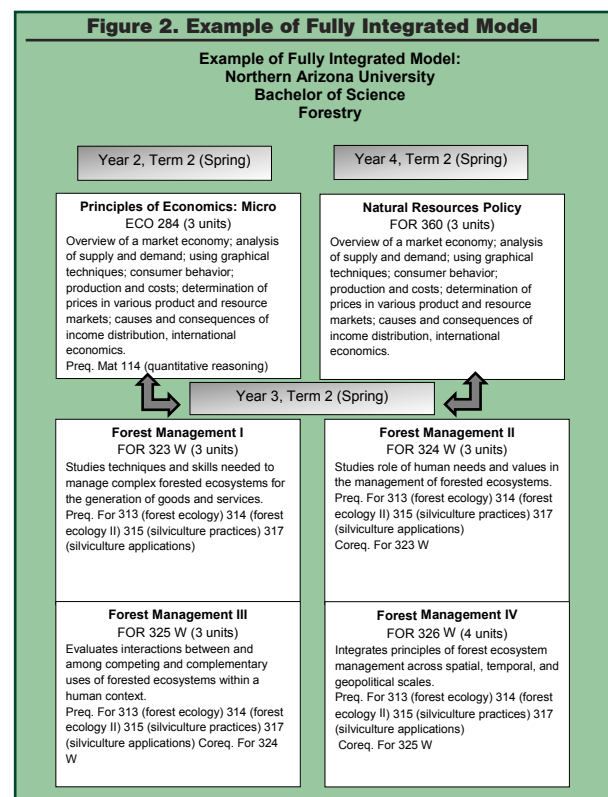 Figure 2. Example of Fully Integrated Model
Example of Fully Integrated Model:
Northern Arizona University
Bachelor of Science
Forestry
Year 2, Term 2 (Spring)
Year 4, Term 2 (Spring)
Principles of Economics: Micro
ECO 284 (3 units)
Overview of a market economy; analysis
of supply and demand; using graphical
techniques; consumer behavior;
production and costs; determination of
prices in various product and resource
markets; causes and consequences of
income distribution, international
economics.
Preq. Mat 114 (quantitative reasoning)
Natural Resources Policy
FOR 360 (3 units)
Overview of a market economy; analysis
of supply and demand; using graphical
techniques; consumer behavior;
production and costs; determination of
prices in various product and resource
markets; causes and consequences of
income distribution, international
economics.
Year 3, Term 2 (Spring)
Forest Management I
FOR 323 W (3 units)
Studies techniques and skills needed to
manage complex forested ecosystems for
the generation of goods and services.
Preq. For 313 (forest ecology) 314 (forest
ecology II) 315 (silviculture practices) 317
(silviculture applications)
Forest Management II
FOR 324 W (3 units)
Studies role of human needs and values in
the management of forested ecosystems.
Preq. For 313 (forest ecology) 314 (forest
ecology II) 315 (silviculture practices) 317
(silviculture applications)
Coreq. For 323 W
Forest Management III
FOR 325 W (3 units)
Evaluates interactions between and
among competing and complementary
uses of forested ecosystems within a
human context.
Preq. For 313 (forest ecology) 314 (forest
ecology II) 315 (silviculture practices) 317
(silviculture applications) Coreq. For 324
W
Forest Management IV
FOR 326 W (4 units)
Integrates principles of forest ecosystem
management across spatial, temporal, and
geopolitical scales.
Preq. For 313 (forest ecology) 314 (forest
ecology II) 315 (silviculture practices) 317
(silviculture applications)
Coreq. For 325 W